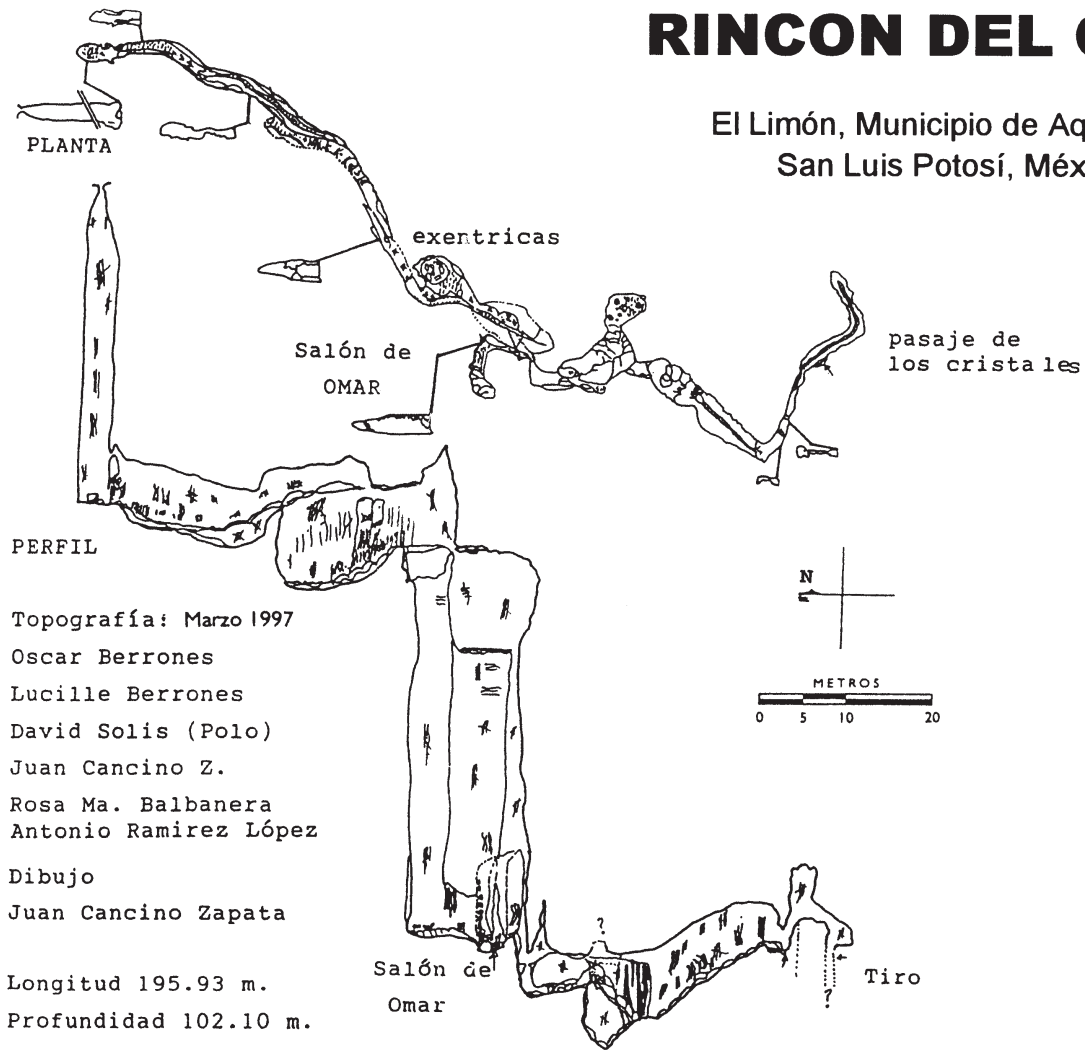 RINCON DEL
El Limón, Municipio de Aq
San Luis Potosí, Méx
PLANTA
exentricas
Salón de
OMAR
pasaje de
los cristales
PERFIL
N
METROS
0 5 10 20
Topografía: Marzo 1997
Oscar Berrones
Lucille Berrones
David Solis (Polo)
Juan Cancino Z.
Rosa Ma. Balbanera
Antonio Ramirez López
Dibujo
Juan Cancino Zapata
Longitud 195.93 m.
Profundidad 102.10 m.
?
Salón de
Omar
Tiro
?